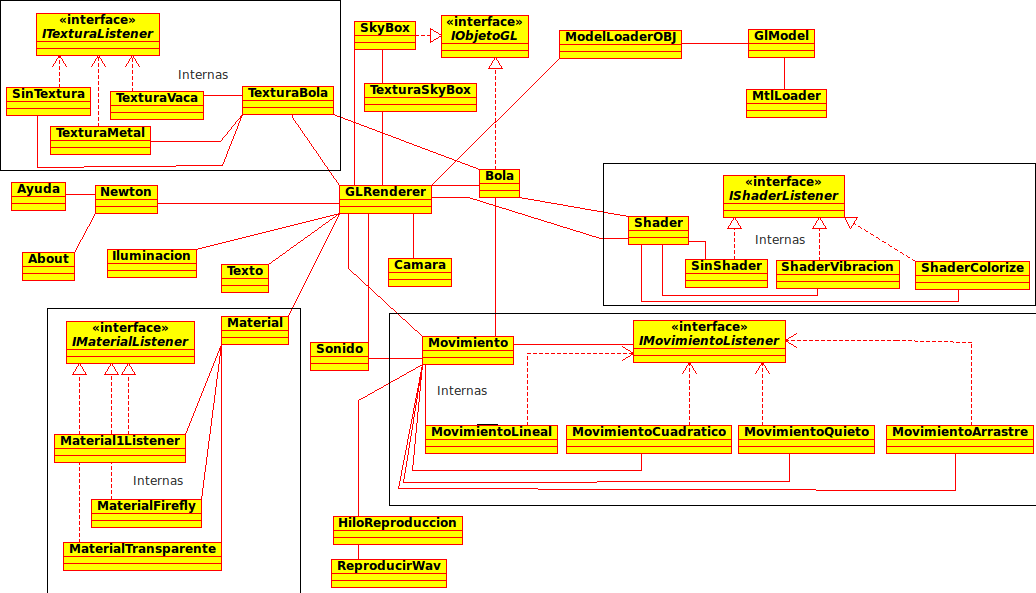 «interface»
ITexturaListener
Internas
SinTextura
TexturaVaca
TexturaBola
TexturaMetal
SkyBox
«interface»
IObjetoGL
ModelLoaderOBJ
GlModel
TexturaSkyBox
MtlLoader
Ayuda
Newton
GLRenderer
Bola
«interface»
IShaderListener
Shader
Internas
SinShader
ShaderVibracion
ShaderColorize
About
Iluminacion
Texto
Camara
«interface»
IMaterialListener
Material
Sonido
Movimiento
«interface»
IMovimientoListener
Internas
MovimientoLineal
MovimientoCuadratico
MovimientoQuieto
MovimientoArrastre
Material1Listener
Internas
MaterialFirefly
MaterialTransparente
HiloReproduccion
ReproducirWav